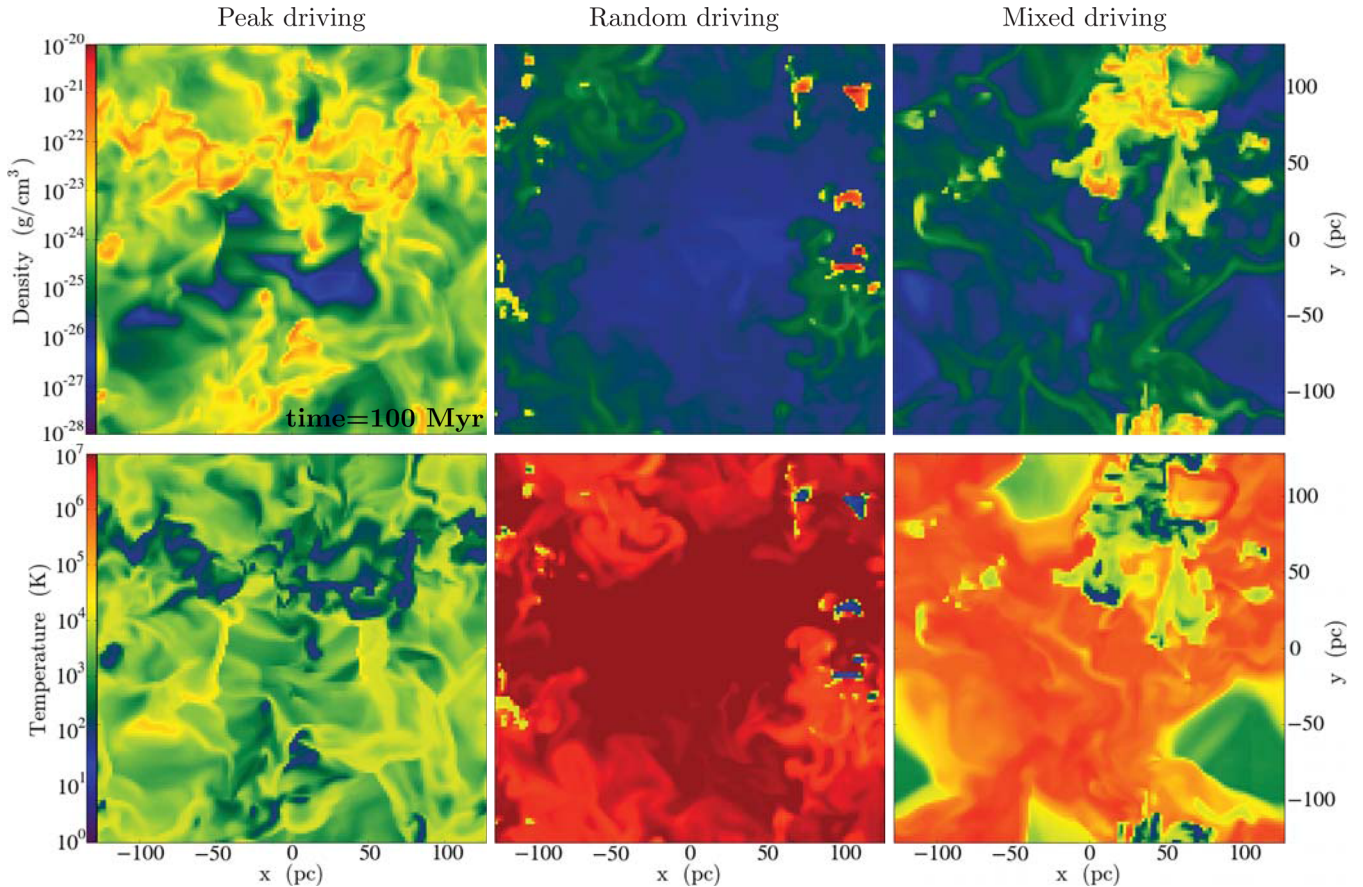 Peak driving
Random driving
Mixed driving
10^-20
10^-21
10^-22
10^-23
10^-24
10^-25
10^-26
10^-27
10^-28
Density (g/cm^3)
time=100 Myr
100
50
0
−50
−100
y (pc)
10^7
10^6
10^5
10^4
10^3
10^2
10^1
10^0
Temperature (K)
100
50
0
−50
−100
y (pc)
−100 −50 0 50 100
x (pc)
−50 0 50 100
x (pc)
−100 −50 0 50 100
x (pc)